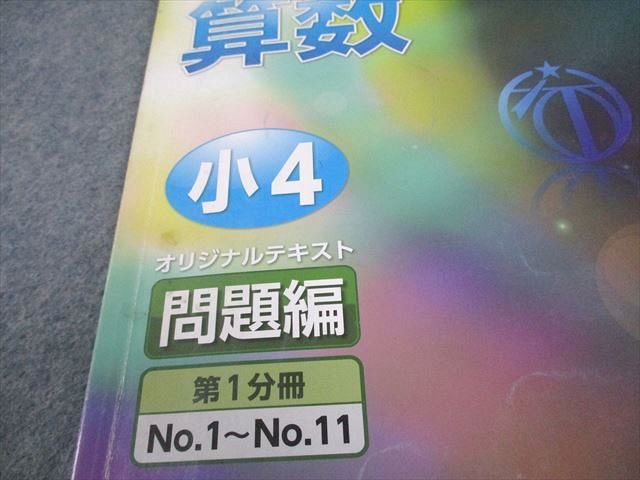 算数
小4
オリジナルテキスト
問題編
第1分冊
No.1～No.11